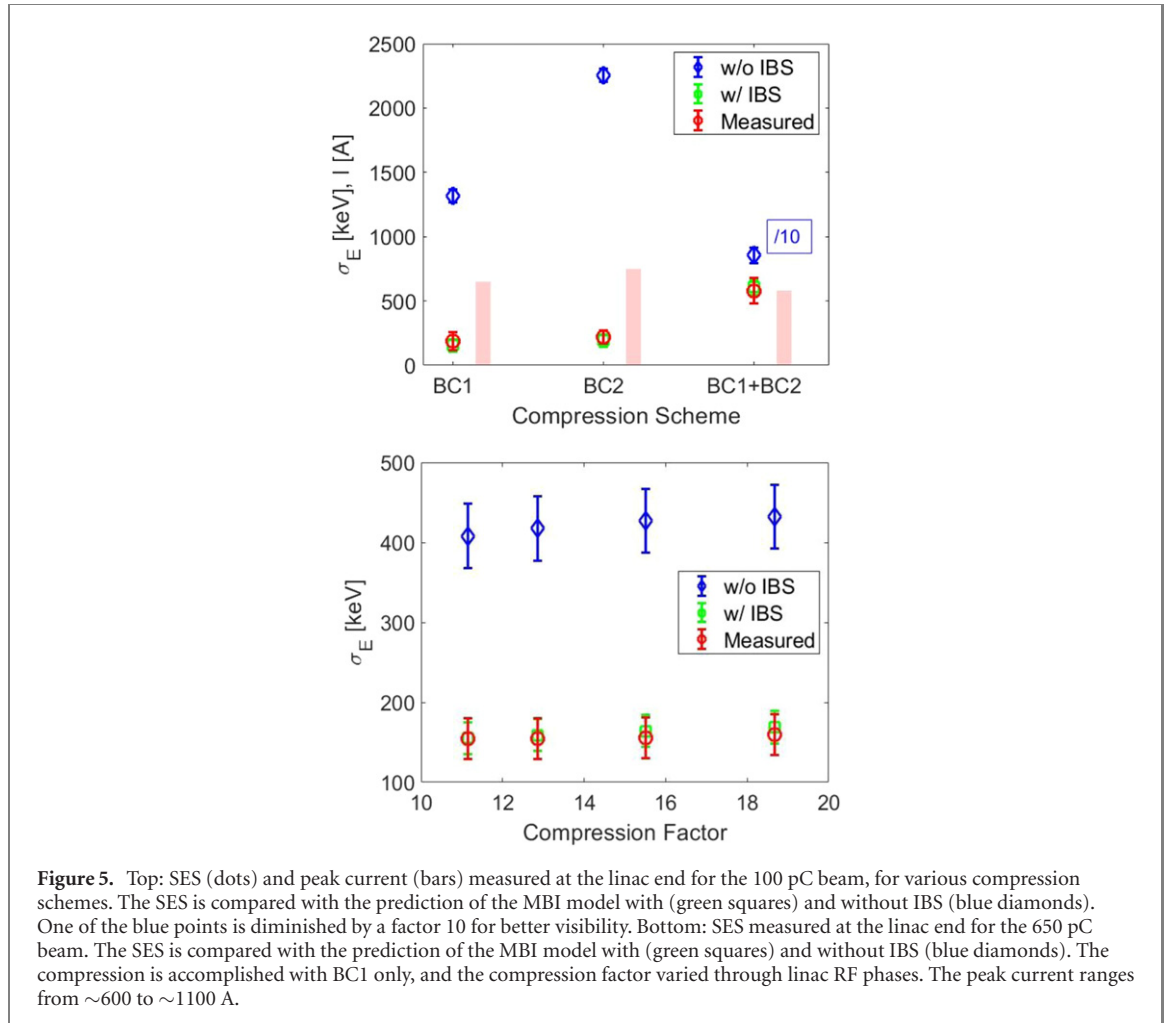 2500
2000
1500
1000
500
0
σ_E [keV], I [A]
w/o IBS
w/ IBS
Measured
/10
BC1 BC2 BC1+BC2
Compression Scheme
500
400
300
200
100
σ_E [keV]
w/o IBS
w/ IBS
Measured
10 12 14 16 18 20
Compression Factor
Figure 5. Top: SES (dots) and peak current (bars) measured at the linac end for the 100 pC beam, for various compression
schemes. The SES is compared with the prediction of the MBI model with (green squares) and without IBS (blue diamonds).
One of the blue points is diminished by a factor 10 for better visibility. Bottom: SES measured at the linac end for the 650 pC
beam. The SES is compared with the prediction of the MBI model with (green squares) and without IBS (blue diamonds). The
compression is accomplished with BC1 only, and the compression factor varied through linac RF phases. The peak current ranges
from ∼600 to ∼1100 A.